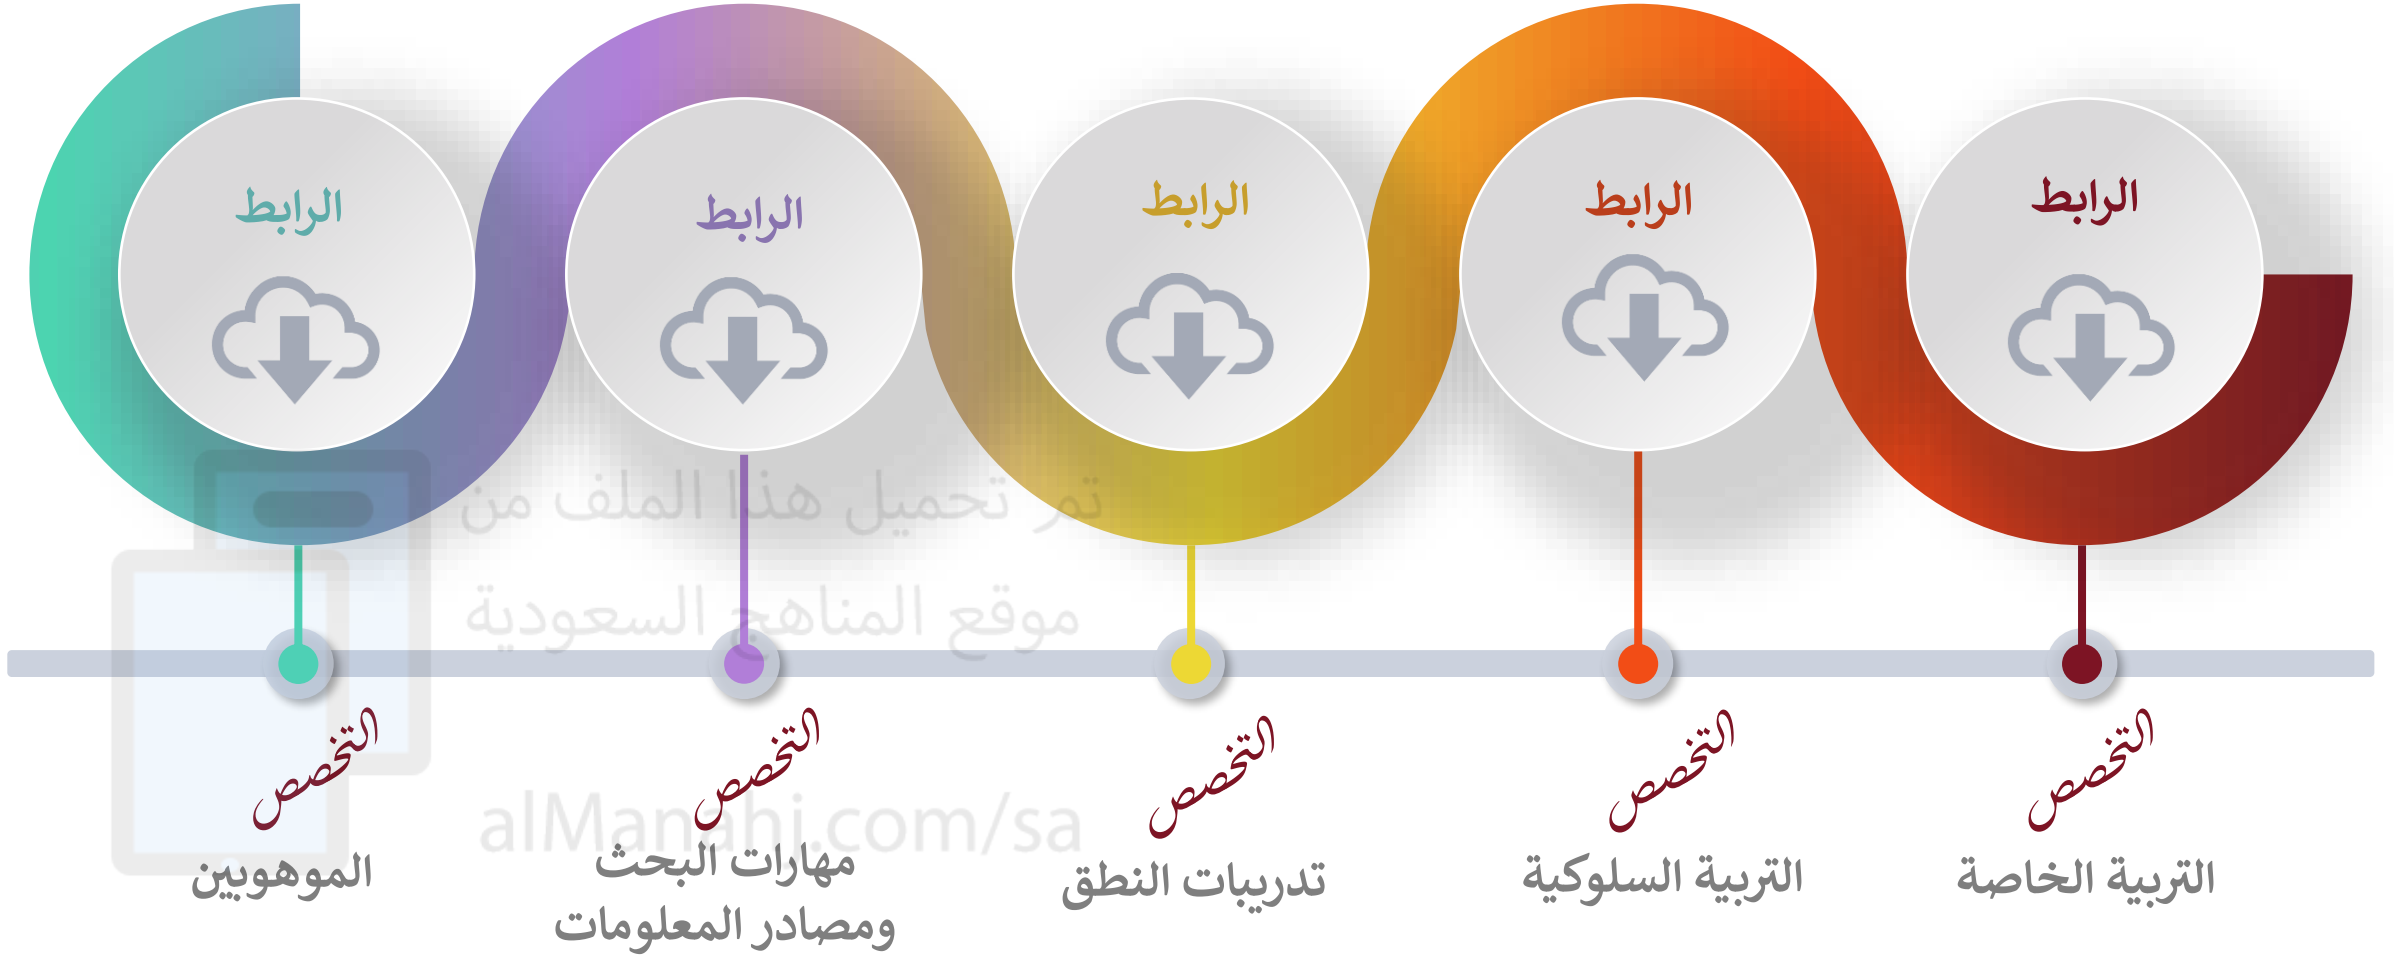 الرابط
الرابط
الرابط
الرابط
الرابط
تم تحميل هذا الملف من
موقع المناهج السعودية
alManahj.com/sa
التخصص
التخصص
التخصص
التخصص
التخصص
التربية الخاصة
التربية السلوكية
تدريبات النطق
مهارات البحث
ومصادر المعلومات
الموهوبين